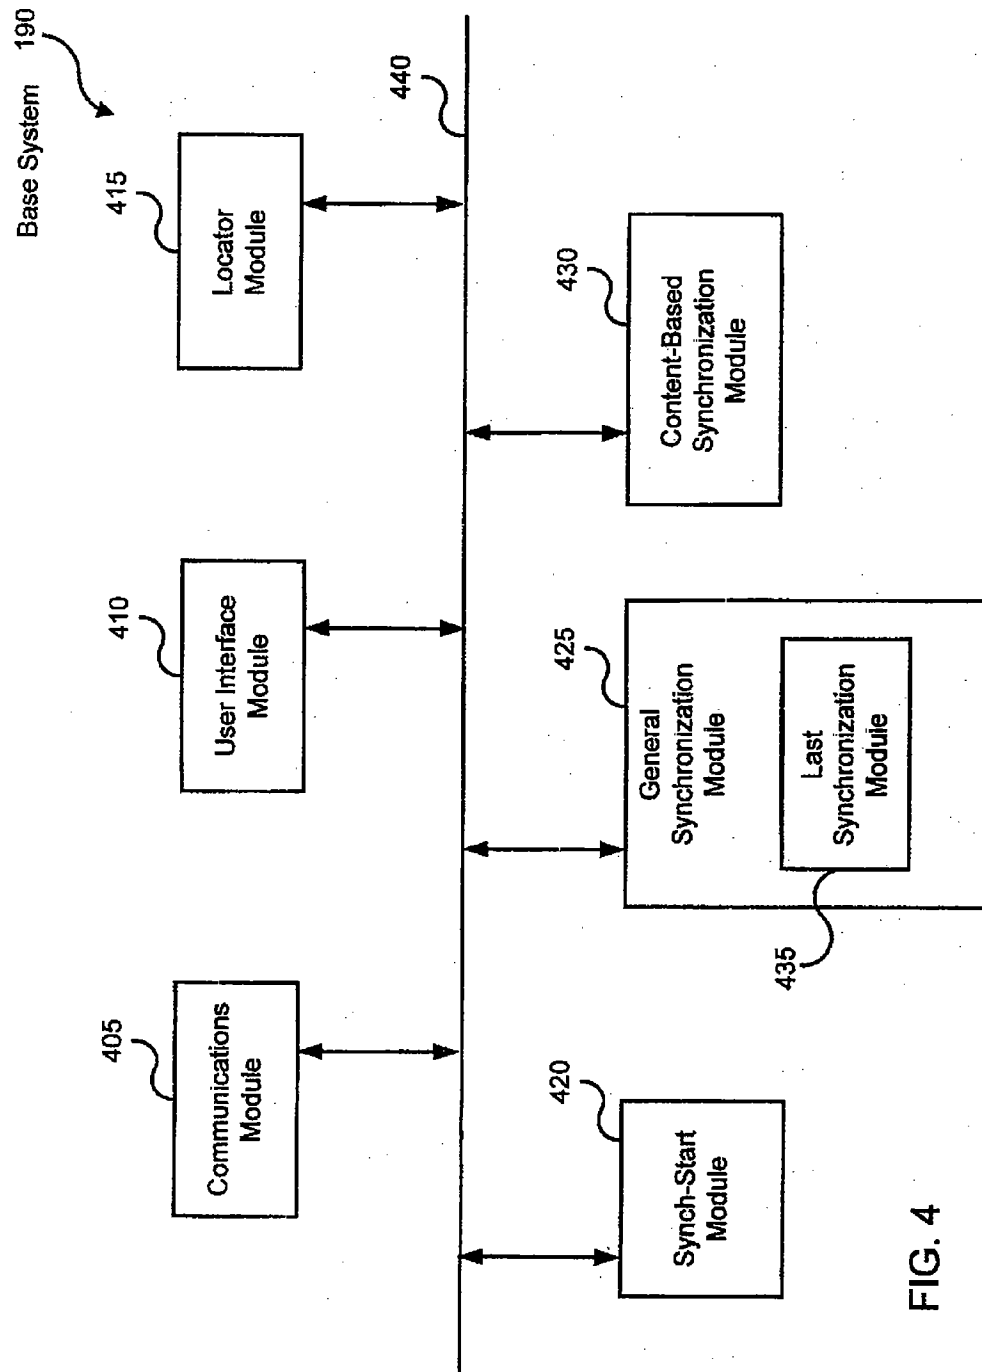 Base System 190
405
Communications
Module
410
User Interface
Module
415
Locator
Module
440
420
Synch-Start
Module
425
General
Synchronization
Module
Last
Synchronization
Module
435
430
Content-Based
Synchronization
Module
FIG. 4